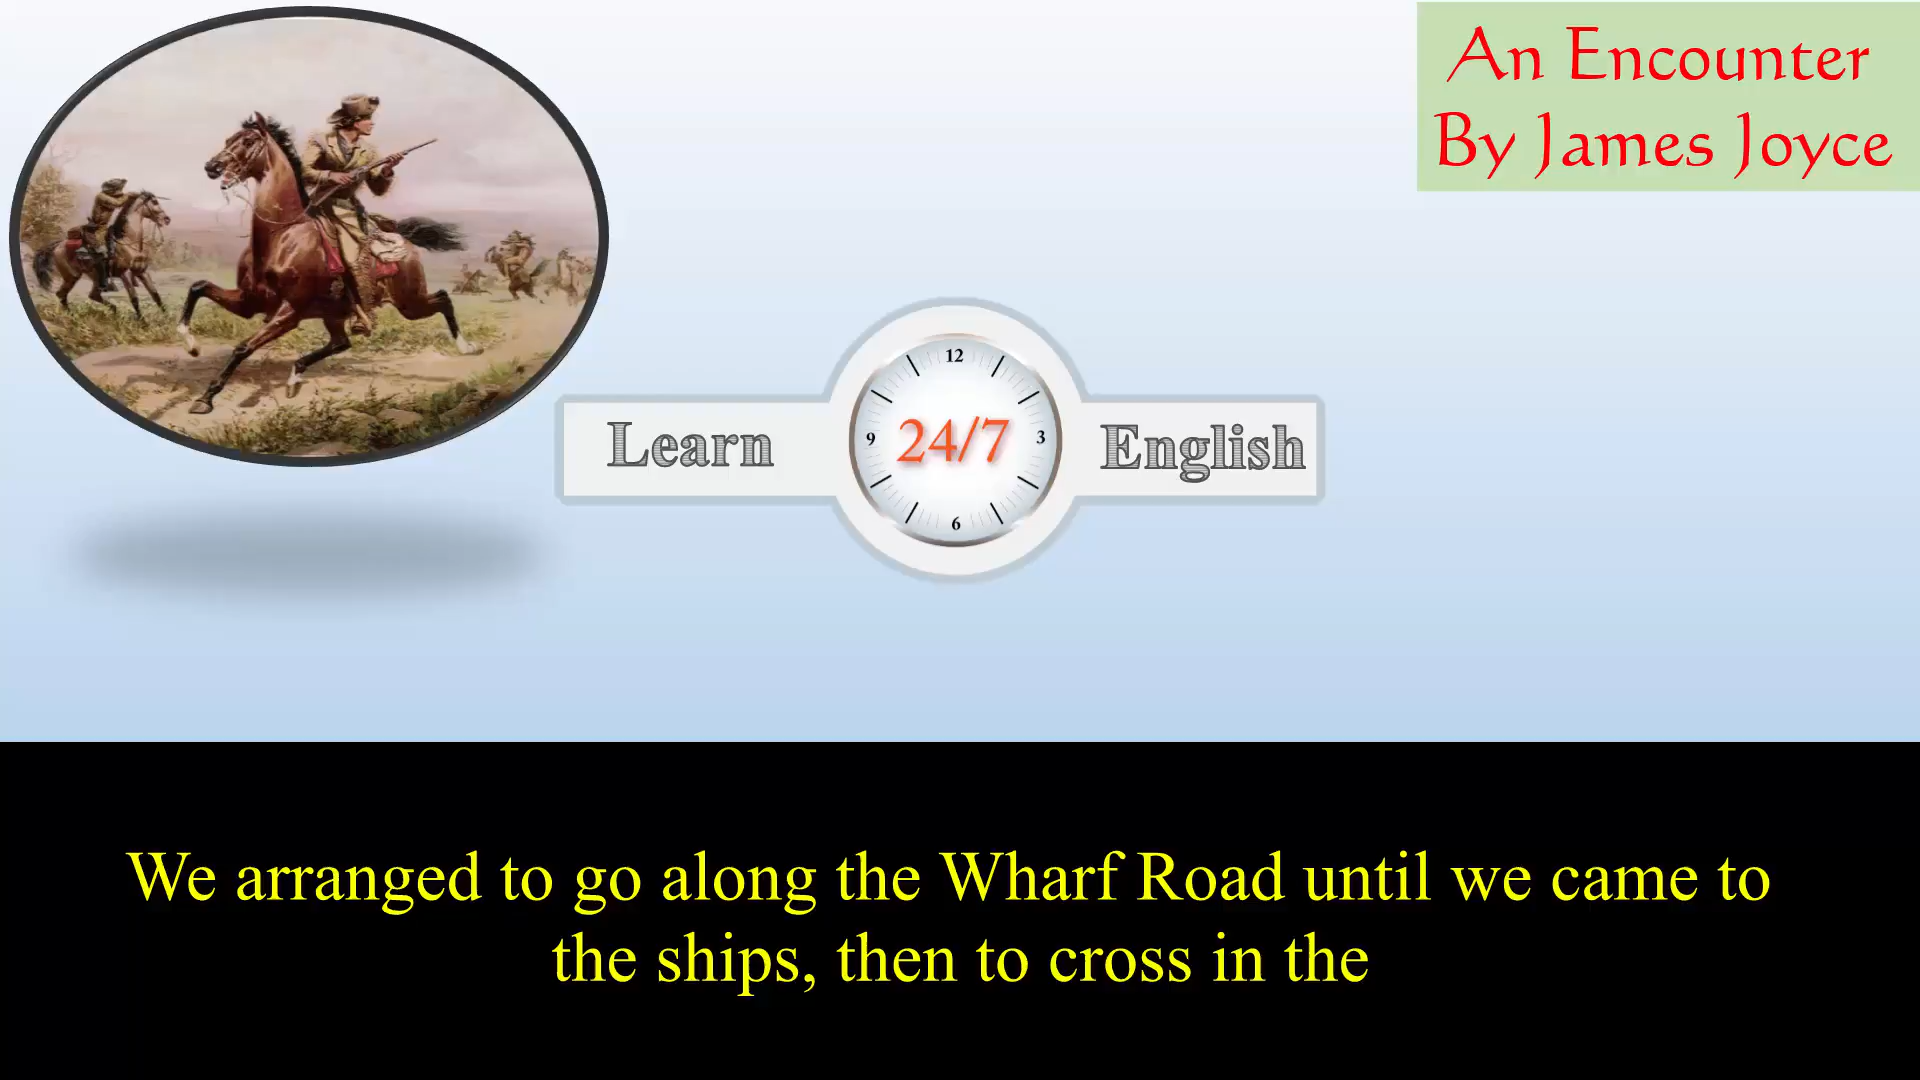 An Encounter
By James Joyce
12
9
3
6
Learn 24/7 English
We arranged to go along the Wharf Road until we came to
the ships, then to cross in the